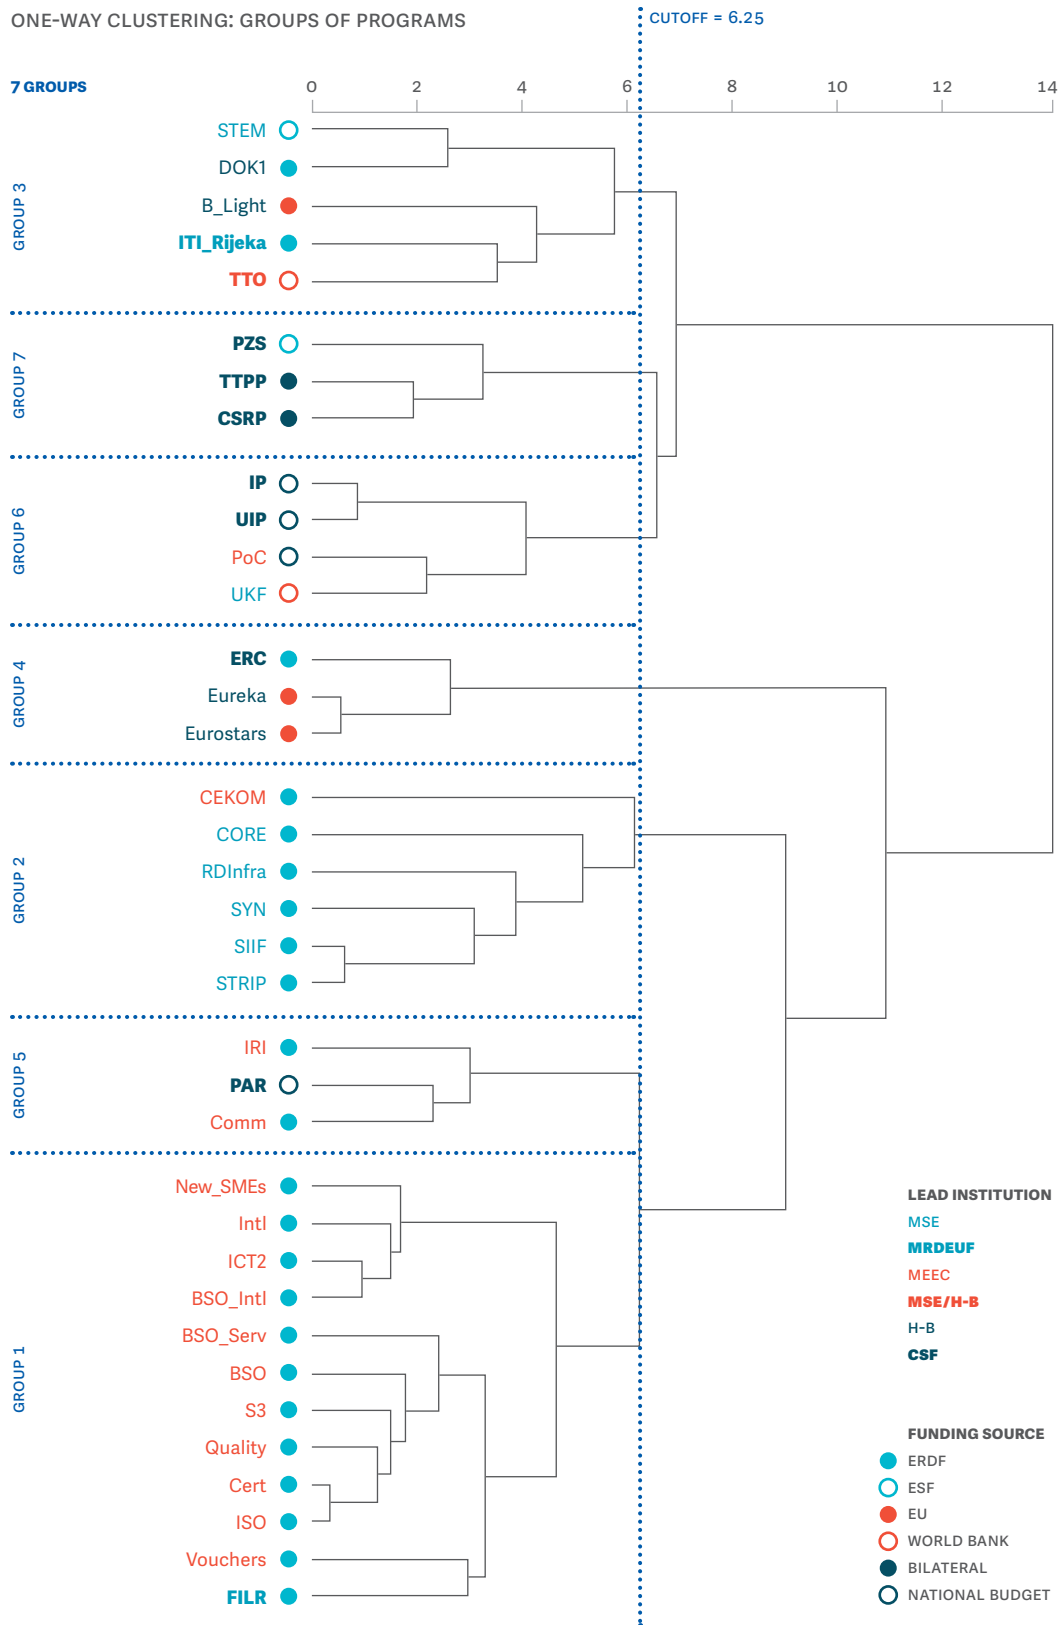 ONE-WAY CLUSTERING: GROUPS OF PROGRAMS
CUTOFF = 6.25
7 GROUPS
0 2 4 6 8 10 12 14
GROUP 3
STEM
DOK1
B_Light
ITI_Rijeka
TTO
GROUP 7
PZS
TTPP
CSRP
GROUP 6
IP
UIP
PoC
UKF
GROUP 4
ERC
Eureka
Eurostars
GROUP 2
CEKOM
CORE
RDInfra
SYN
SIIF
STRIP
GROUP 5
IRI
PAR
Comm
GROUP 1
New_SMEs
Intl
ICT2
BSO_Intl
BSO_Serv
BSO
S3
Quality
Cert
ISO
Vouchers
FILR
LEAD INSTITUTION
MSE
MRDEUF
MEEC
MSE/H-B
H-B
CSF
FUNDING SOURCE
ERDF
ESF
EU
WORLD BANK
BILATERAL
NATIONAL BUDGET